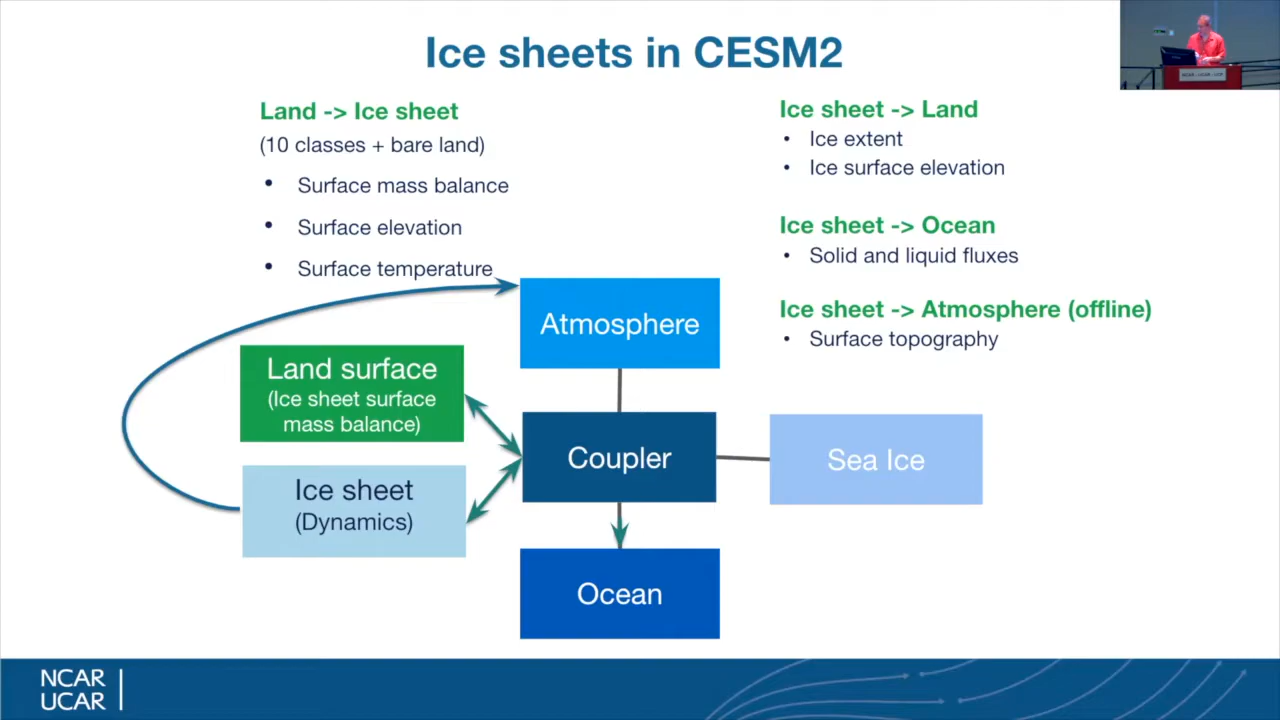 Ice sheets in CESM2
Land -> Ice sheet
(10 classes + bare land)
• Surface mass balance
• Surface elevation
• Surface temperature
Ice sheet -> Land
• Ice extent
• Ice surface elevation
Ice sheet -> Ocean
• Solid and liquid fluxes
Ice sheet -> Atmosphere (offline)
• Surface topography
Atmosphere
Land surface
(Ice sheet surface
mass balance)
Coupler
Sea Ice
Ice sheet
(Dynamics)
Ocean
NCAR
UCAR